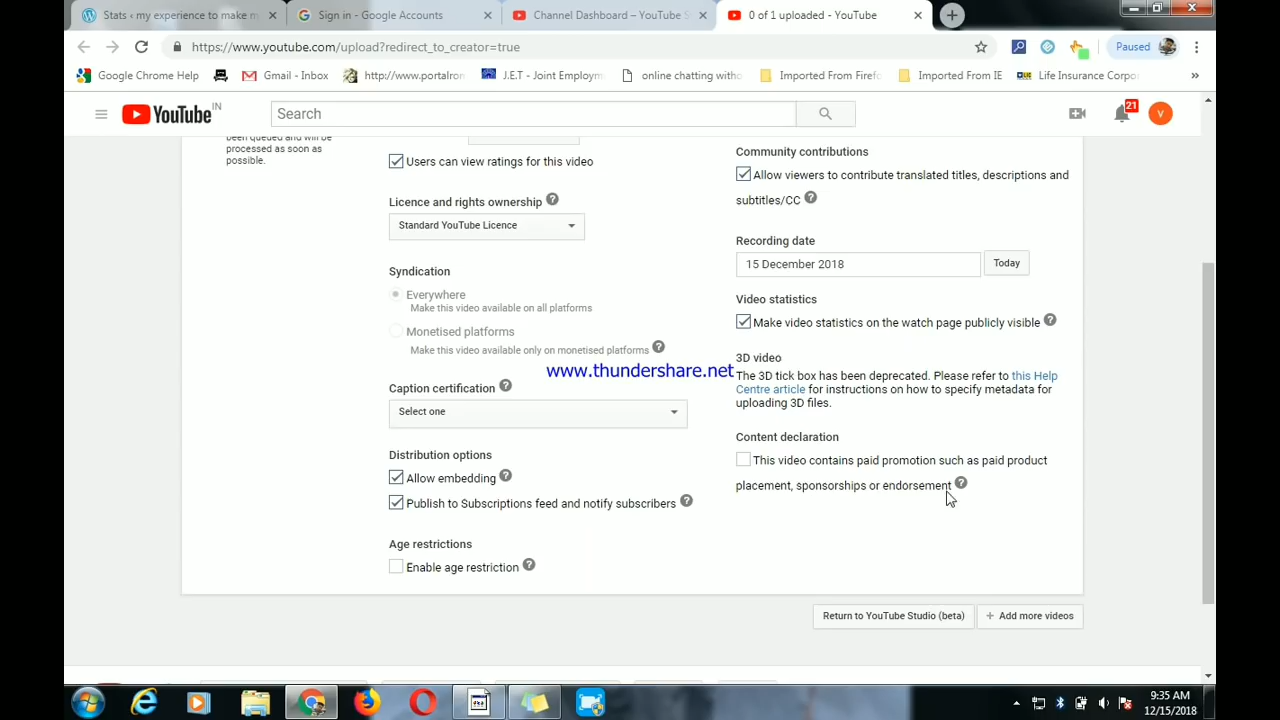 Stats ‹ my experience to make m
Sign in - Google Accounts
Channel Dashboard – YouTube S
0 of 1 uploaded - YouTube
https://www.youtube.com/upload?redirect_to_creator=true
Paused
Google Chrome Help
Gmail - Inbox
http://www.portalron
J.E.T - Joint Employm
online chatting witho
Imported From Firefo
Imported From IE
Life Insurance Corpo
»
YouTube IN
Search
21
V
been queued and will be
processed as soon as
possible.
Users can view ratings for this video
Licence and rights ownership ?
Standard YouTube Licence
Syndication
Everywhere
Make this video available on all platforms
Monetised platforms
Make this video available only on monetised platforms ?
Caption certification ?
Select one
Distribution options
Allow embedding ?
Publish to Subscriptions feed and notify subscribers ?
Age restrictions
Enable age restriction ?
Community contributions
Allow viewers to contribute translated titles, descriptions and
subtitles/CC ?
Recording date
15 December 2018
Today
Video statistics
Make video statistics on the watch page publicly visible ?
3D video
The 3D tick box has been deprecated. Please refer to this Help
Centre article for instructions on how to specify metadata for
uploading 3D files.
Content declaration
This video contains paid promotion such as paid product
placement, sponsorships or endorsement ?
www.thundershare.net
Return to YouTube Studio (beta)
+ Add more videos
9:35 AM
12/15/2018